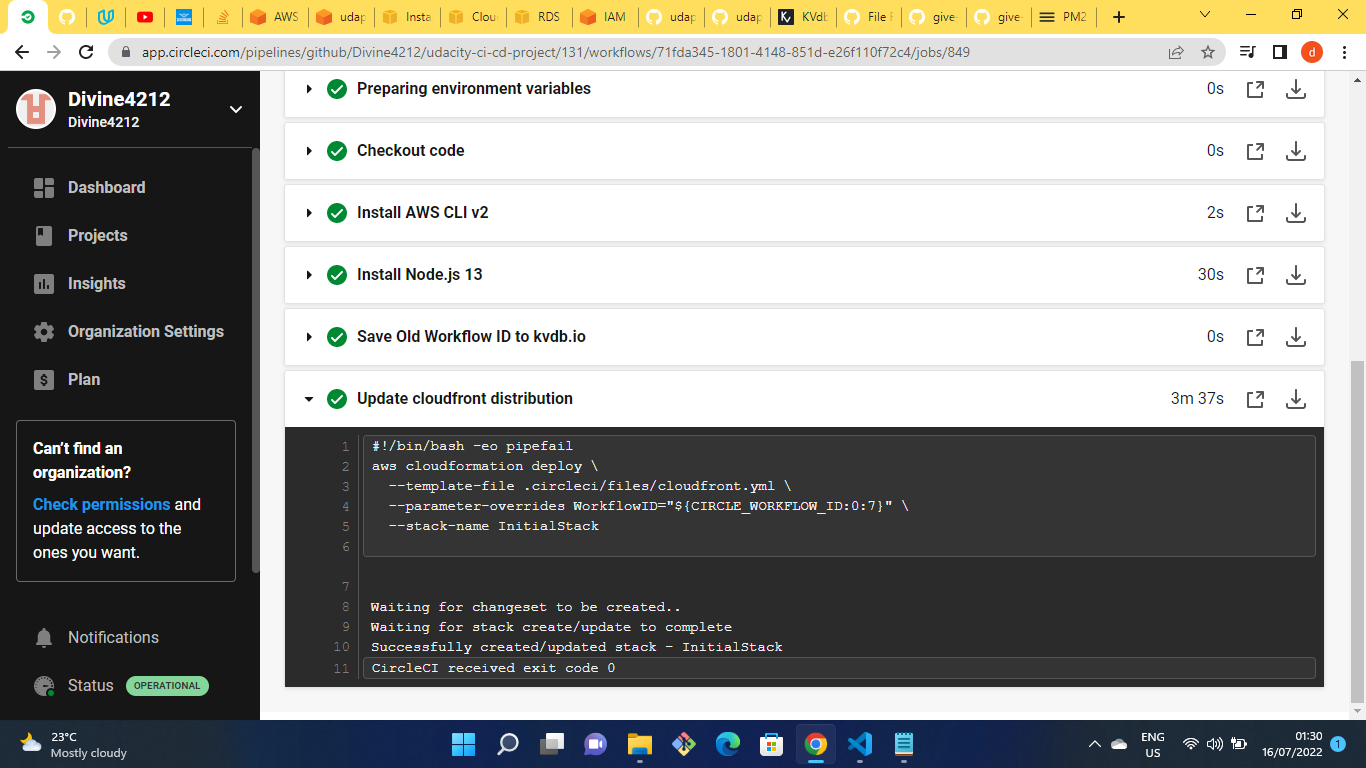 AWS
udap
Insta
Clou
RDS
IAM
udap
udap
KVdb
File F
give-
give-
PM2
app.circleci.com/pipelines/github/Divine4212/udacity-ci-cd-project/131/workflows/71fda345-1801-4148-851d-e26f110f72c4/jobs/849
d
Divine4212
Divine4212
Dashboard
Projects
Insights
Organization Settings
Plan
Can't find an
organization?
Check permissions and
update access to the
ones you want.
Notifications
Status OPERATIONAL
Preparing environment variables 0s
Checkout code 0s
Install AWS CLI v2 2s
Install Node.js 13 30s
Save Old Workflow ID to kvdb.io 0s
Update cloudfront distribution 3m 37s
1 #!/bin/bash -eo pipefail
2 aws cloudformation deploy \
3 --template-file .circleci/files/cloudfront.yml \
4 --parameter-overrides WorkflowID="${CIRCLE_WORKFLOW_ID:0:7}" \
5 --stack-name InitialStack
6
7
8 Waiting for changeset to be created..
9 Waiting for stack create/update to complete
10 Successfully created/updated stack - InitialStack
11 CircleCI received exit code 0
23°C
Mostly cloudy
ENG
US
01:30
16/07/2022
1